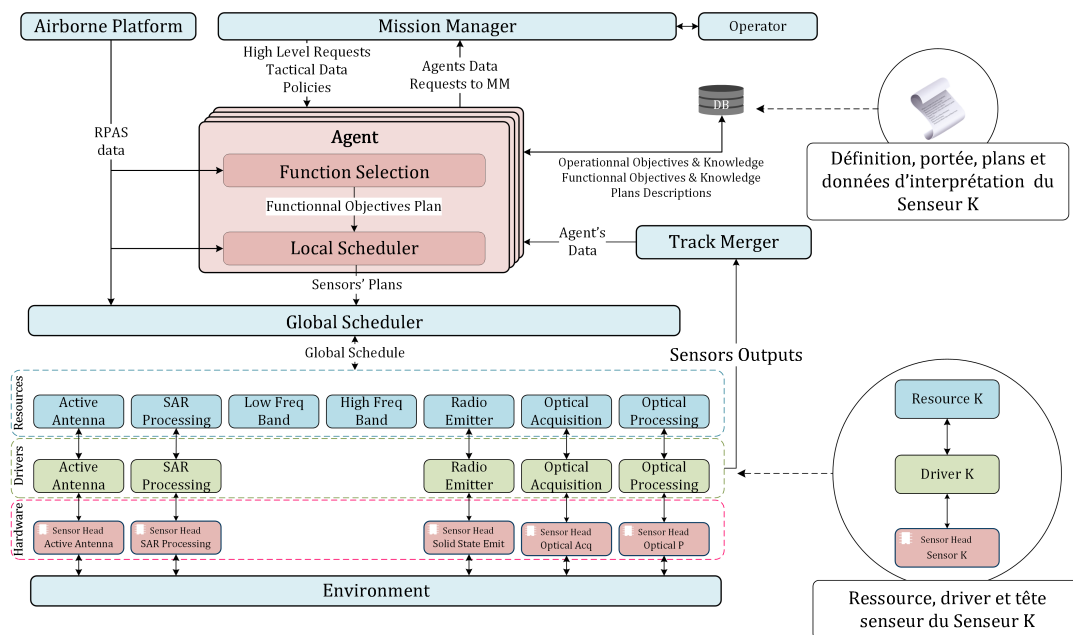 Airborne Platform
Mission Manager
Operator
High Level Requests
Tactical Data
Policies
Agents Data
Requests to MM
DB
RPAS
data
Agent
Function Selection
Functionnal Objectives Plan
Local Scheduler
Operationnal Objectives & Knowledge
Functionnal Objectives & Knowledge
Plans Descriptions
Définition, portée, plans et
données d'interprétation du
Senseur K
Agent's
Data
Track Merger
Sensors' Plans
Global Scheduler
Global Schedule
Sensors Outputs
Resources
Active
Antenna
SAR
Processing
Low Freq
Band
High Freq
Band
Radio
Emitter
Optical
Acquisition
Optical
Processing
Drivers
Active
Antenna
SAR
Processing
Radio
Emitter
Optical
Acquisition
Optical
Processing
Hardware
Sensor Head
Active Antenna
Sensor Head
SAR Processing
Sensor Head
Solid State Emit
Sensor Head
Optical Acq
Sensor Head
Optical P
Environment
Resource K
Driver K
Sensor Head
Sensor K
Ressource, driver et tête
senseur du Senseur K